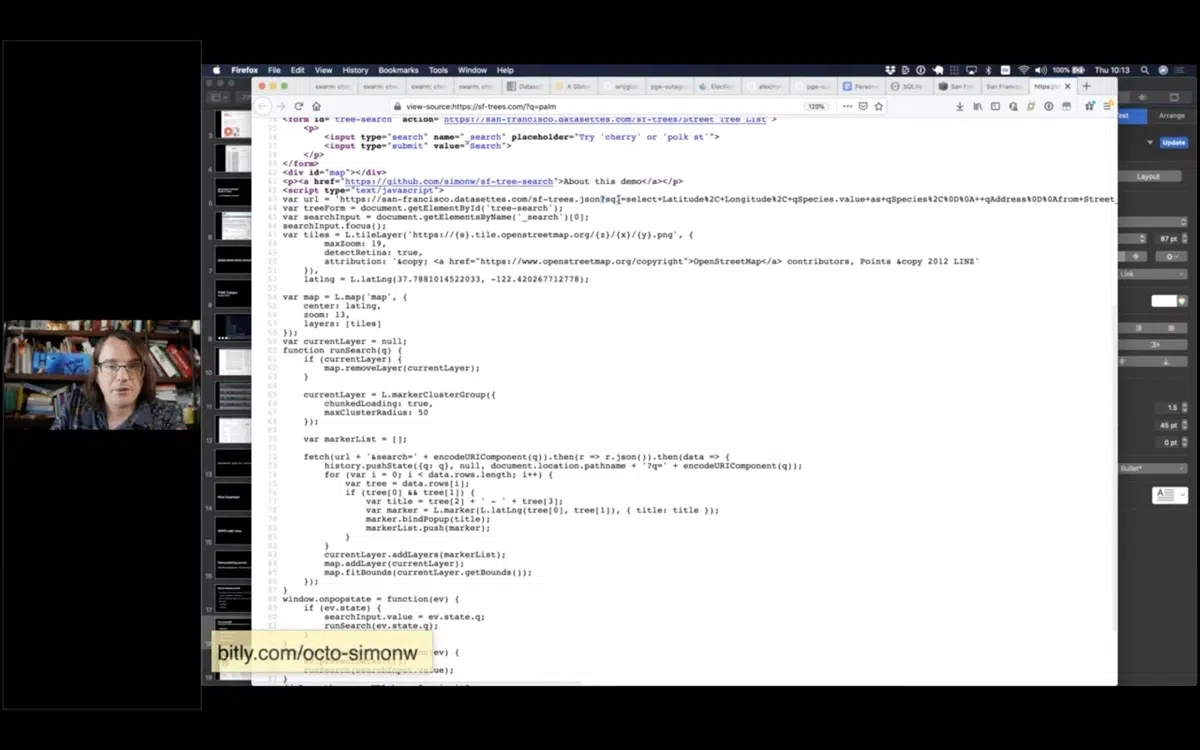 Firefox File Edit View History Bookmarks Tools Window Help
100%
Thu 10:13
view-source:https://sf-trees.com/?q=palm
120%
Arrange
Update
Layout
87 pt
Link
1.5
45 pt
0 pt
Bullet*
<form id="tree-search" action="https://san-francisco.datasettes.com/sf-trees/Street_Tree_List">
<p>
<input type="search" name="_search" placeholder="Try 'cherry' or 'polk st'">
<input type="submit" value="Search">
</p>
</form>
<div id="map"></div>
<p><a href="https://github.com/simonw/sf-tree-search">About this demo</a></p>
<script type="text/javascript">
var url = 'https://san-francisco.datasettes.com/sf-trees.json?sql=select+Latitude%2C+Longitude%2C+qSpecies.value+as+qSpecies%2C%0D%0A++qAddress%0D%0Afrom+Street_
var treeForm = document.getElementById('tree-search');
var searchInput = document.getElementsByName('_search')[0];
searchInput.focus();
var tiles = L.tileLayer('https://{s}.tile.openstreetmap.org/{z}/{x}/{y}.png', {
maxZoom: 19,
detectRetina: true,
attribution: '&copy; <a href="https://www.openstreetmap.org/copyright">OpenStreetMap</a> contributors, Points &copy 2012 LINZ'
}),
latlng = L.latLng(37.7881014522033, -122.420267712778);
var map = L.map('map', {
center: latlng,
zoom: 13,
layers: [tiles]
});
var currentLayer = null;
function runSearch(q) {
if (currentLayer) {
map.removeLayer(currentLayer);
}
currentLayer = L.markerClusterGroup({
chunkedLoading: true,
maxClusterRadius: 50
});
var markerList = [];
fetch(url + '&search=' + encodeURIComponent(q)).then(r => r.json()).then(data => {
history.pushState({q: q}, null, document.location.pathname + '?q=' + encodeURIComponent(q));
for (var i = 0; i < data.rows.length; i++) {
var tree = data.rows[i];
if (tree[0] && tree[1]) {
var title = tree[2] + ' - ' + tree[3];
var marker = L.marker(L.latLng(tree[0], tree[1]), { title: title });
marker.bindPopup(title);
markerList.push(marker);
}
}
currentLayer.addLayers(markerList);
map.addLayer(currentLayer);
map.fitBounds(currentLayer.getBounds());
});
}
window.onpopstate = function(ev) {
if (ev.state) {
searchInput.value = ev.state.q;
runSearch(ev.state.q);
bitly.com/octo-simonw